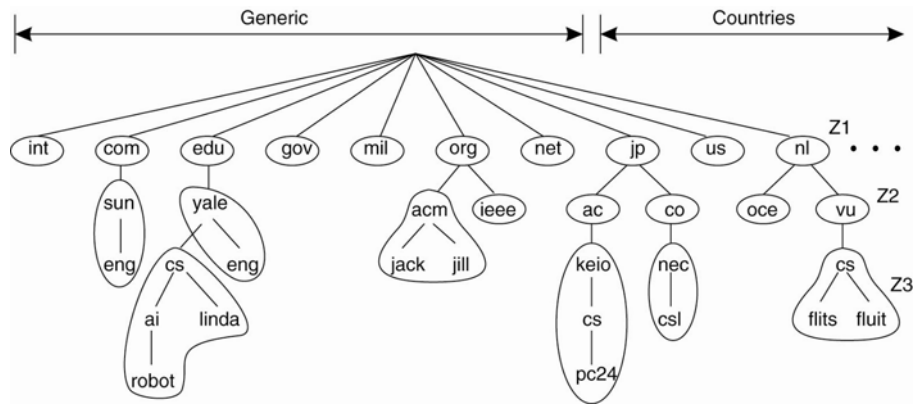 Generic Countries
Z1
int com edu gov mil org net jp us nl • • •
Z2
sun yale acm ieee ac co oce vu
eng cs eng jack jill keio nec cs
Z3
ai linda cs csl flits fluit
robot pc24